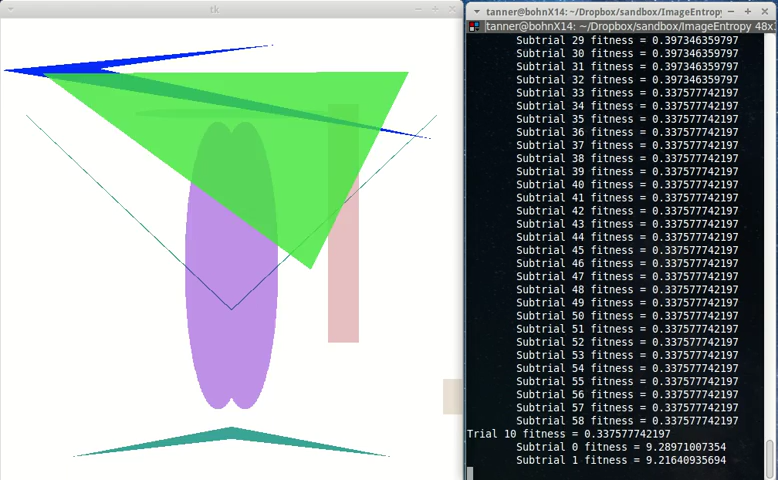 tk
tanner@bohnX14: ~/Dropbox/sandbox/ImageEntropy
tanner@bohnX14: ~/Dropbox/sandbox/ImageEntropy 48x
Subtrial 29 fitness = 0.397346359797
Subtrial 30 fitness = 0.397346359797
Subtrial 31 fitness = 0.397346359797
Subtrial 32 fitness = 0.397346359797
Subtrial 33 fitness = 0.337577742197
Subtrial 34 fitness = 0.337577742197
Subtrial 35 fitness = 0.337577742197
Subtrial 36 fitness = 0.337577742197
Subtrial 37 fitness = 0.337577742197
Subtrial 38 fitness = 0.337577742197
Subtrial 39 fitness = 0.337577742197
Subtrial 40 fitness = 0.337577742197
Subtrial 41 fitness = 0.337577742197
Subtrial 42 fitness = 0.337577742197
Subtrial 43 fitness = 0.337577742197
Subtrial 44 fitness = 0.337577742197
Subtrial 45 fitness = 0.337577742197
Subtrial 46 fitness = 0.337577742197
Subtrial 47 fitness = 0.337577742197
Subtrial 48 fitness = 0.337577742197
Subtrial 49 fitness = 0.337577742197
Subtrial 50 fitness = 0.337577742197
Subtrial 51 fitness = 0.337577742197
Subtrial 52 fitness = 0.337577742197
Subtrial 53 fitness = 0.337577742197
Subtrial 54 fitness = 0.337577742197
Subtrial 55 fitness = 0.337577742197
Subtrial 56 fitness = 0.337577742197
Subtrial 57 fitness = 0.337577742197
Subtrial 58 fitness = 0.337577742197
Trial 10 fitness = 0.337577742197
Subtrial 0 fitness = 9.28971007354
Subtrial 1 fitness = 9.21640935694